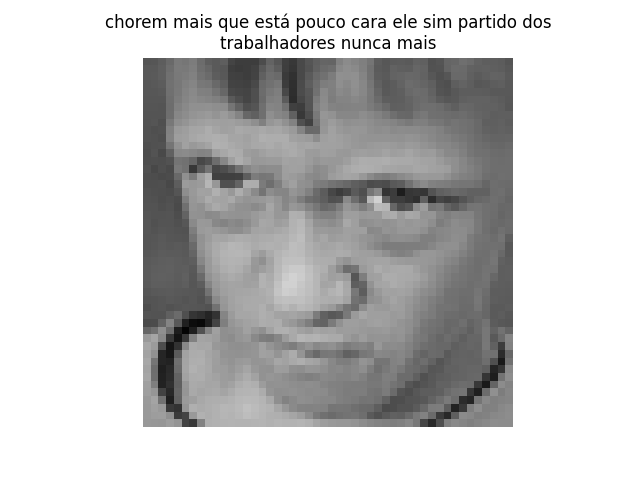 chorem mais que está pouco cara ele sim partido dos
trabalhadores nunca mais